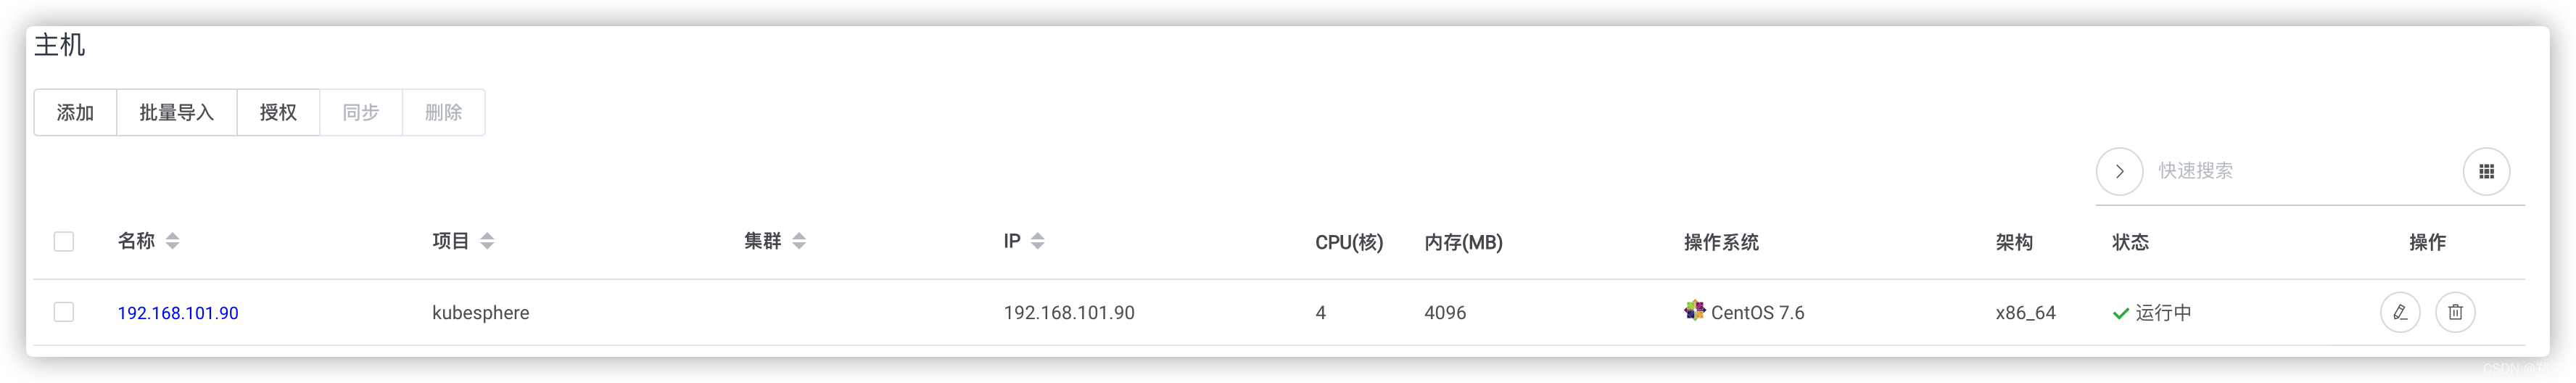 主机
添加 批量导入 授权 同步 删除
快速搜索
名称 项目 集群 IP CPU(核) 内存(MB) 操作系统 架构 状态 操作
192.168.101.90 kubesphere 192.168.101.90 4 4096 CentOS 7.6 x86_64 运行中